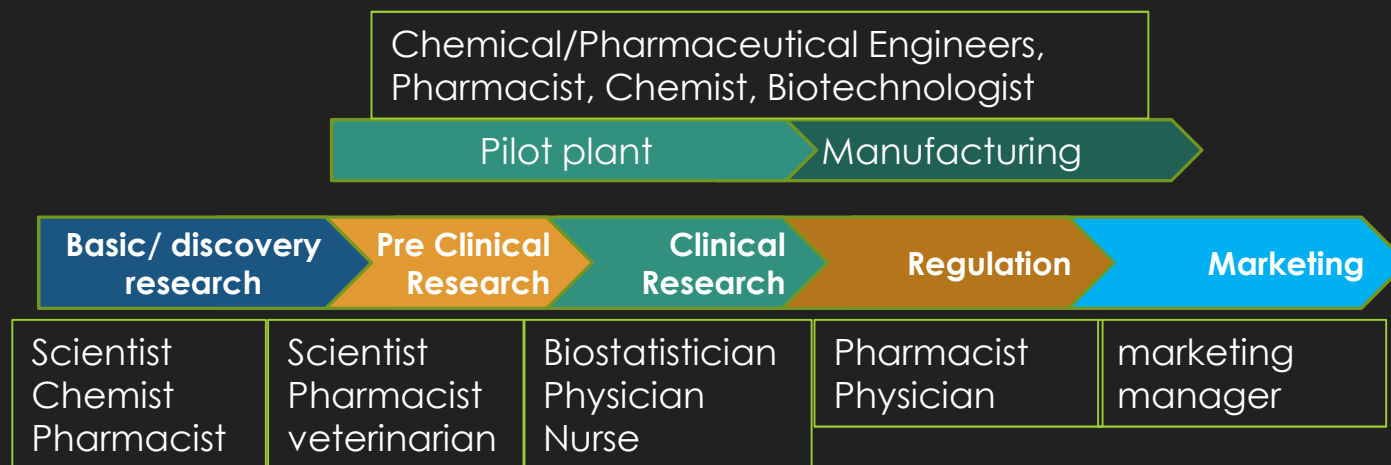 Chemical/Pharmaceutical Engineers,
Pharmacist, Chemist, Biotechnologist
Pilot plant
Manufacturing
Basic/ discovery
research
Pre Clinical
Research
Clinical
Research
Regulation
Marketing
Scientist
Chemist
Pharmacist
Scientist
Pharmacist
veterinarian
Biostatistician
Physician
Nurse
Pharmacist
Physician
marketing
manager